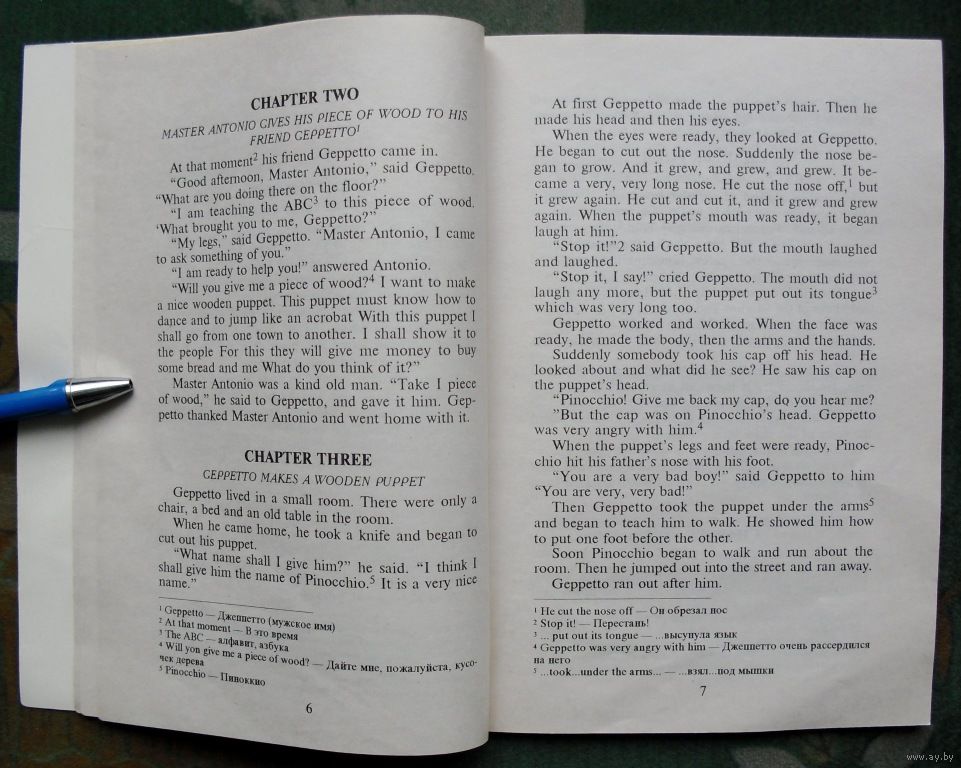 CHAPTER TWO
MASTER ANTONIO GIVES HIS PIECE OF WOOD TO HIS
FRIEND GEPPETTO¹
At that moment² his friend Geppetto came in.
“Good afternoon, Master Antonio,” said Geppetto.
“What are you doing there on the floor?”
“I am teaching the ABC³ to this piece of wood.
‘What brought you to me, Geppetto?”
“My legs,” said Geppetto. “Master Antonio, I came
to ask something of you.”
“I am ready to help you!” answered Antonio.
“Will you give me a piece of wood?⁴ I want to make
a nice wooden puppet. This puppet must know how to
dance and to jump like an acrobat With this puppet I
shall go from one town to another. I shall show it to
the people For this they will give me money to buy
some bread and me What do you think of it?”
Master Antonio was a kind old man. “Take I piece
of wood,” he said to Geppetto, and gave it him. Gep-
petto thanked Master Antonio and went home with it.
CHAPTER THREE
GEPPETTO MAKES A WOODEN PUPPET
Geppetto lived in a small room. There were only a
chair, a bed and an old table in the room.
When he came home, he took a knife and began to
cut out his puppet.
“What name shall I give him?” he said. “I think I
shall give him the name of Pinocchio.⁵ It is a very nice
name.”
¹ Geppetto — Джеппетто (мужское имя)
² At that moment — В это время
³ The ABC — алфавит, азбука
⁴ Will yon give me a piece of wood? — Дайте мне, пожалуйста, кусо-
чек дерева
⁵ Pinocchio — Пиноккио
6
At first Geppetto made the puppet's hair. Then he
made his head and then his eyes.
When the eyes were ready, they looked at Geppetto.
He began to cut out the nose. Suddenly the nose be-
gan to grow. And it grew, and grew, and grew. It be-
came a very, very long nose. He cut the nose off,¹ but
it grew again. He cut and cut it, and it grew and grew
again. When the puppet's mouth was ready, it began
laugh at him.
“Stop it!”2 said Geppetto. But the mouth laughed
and laughed.
“Stop it, I say!” cried Geppetto. The mouth did not
laugh any more, but the puppet put out its tongue³
which was very long too.
Geppetto worked and worked. When the face was
ready, he made the body, then the arms and the hands.
Suddenly somebody took his cap off his head. He
looked about and what did he see? He saw his cap on
the puppet's head.
“Pinocchio! Give me back my cap, do you hear me?
”But the cap was on Pinocchio's head. Geppetto
was very angry with him.⁴
When the puppet's legs and feet were ready, Pinoc-
chio hit his father's nose with his foot.
“You are a very bad boy!” said Geppetto to him
“You are very, very bad!”
Then Geppetto took the puppet under the arms⁵
and began to teach him to walk. He showed him how
to put one foot before the other.
Soon Pinocchio began to walk and run about the
room. Then he jumped out into the street and ran away.
Geppetto ran out after him.
¹ He cut the nose off — Он обрезал нос
² Stop it! — Перестань!
³ ... put out its tongue — ...высупула язык
⁴ Geppetto was very angry with him — Джеппетто очень рассердился
на него
⁵ ...took...under the arms... — ...взял...под мышки
7
www.ay.by